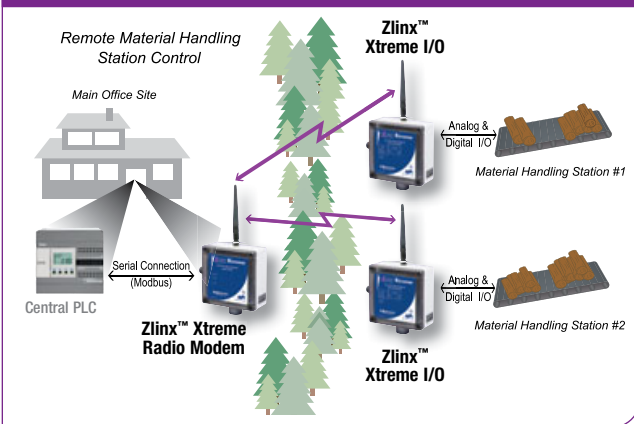 Remote Material Handling
Station Control
Main Office Site
Zlinx™
Xtreme I/O
Analog &
Digital I/O
Material Handling Station #1
Serial Connection
(Modbus)
Central PLC
Zlinx™ Xtreme
Radio Modem
Analog &
Digital I/O
Material Handling Station #2
Zlinx™
Xtreme I/O